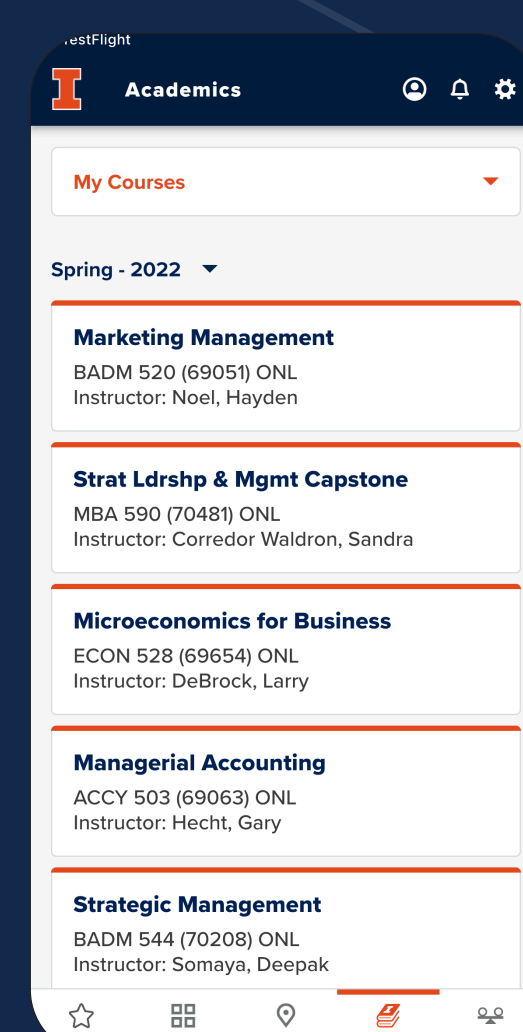 Academics
My Courses
Spring - 2022
Marketing Management
BADM 520 (69051) ONL
Instructor: Noel, Hayden
Strat Ldrshp & Mgmt Capstone
MBA 590 (70481) ONL
Instructor: Corredor Waldron, Sandra
Microeconomics for Business
ECON 528 (69654) ONL
Instructor: DeBrock, Larry
Managerial Accounting
ACCY 503 (69063) ONL
Instructor: Hecht, Gary
Strategic Management
BADM 544 (70208) ONL
Instructor: Somaya, Deepak